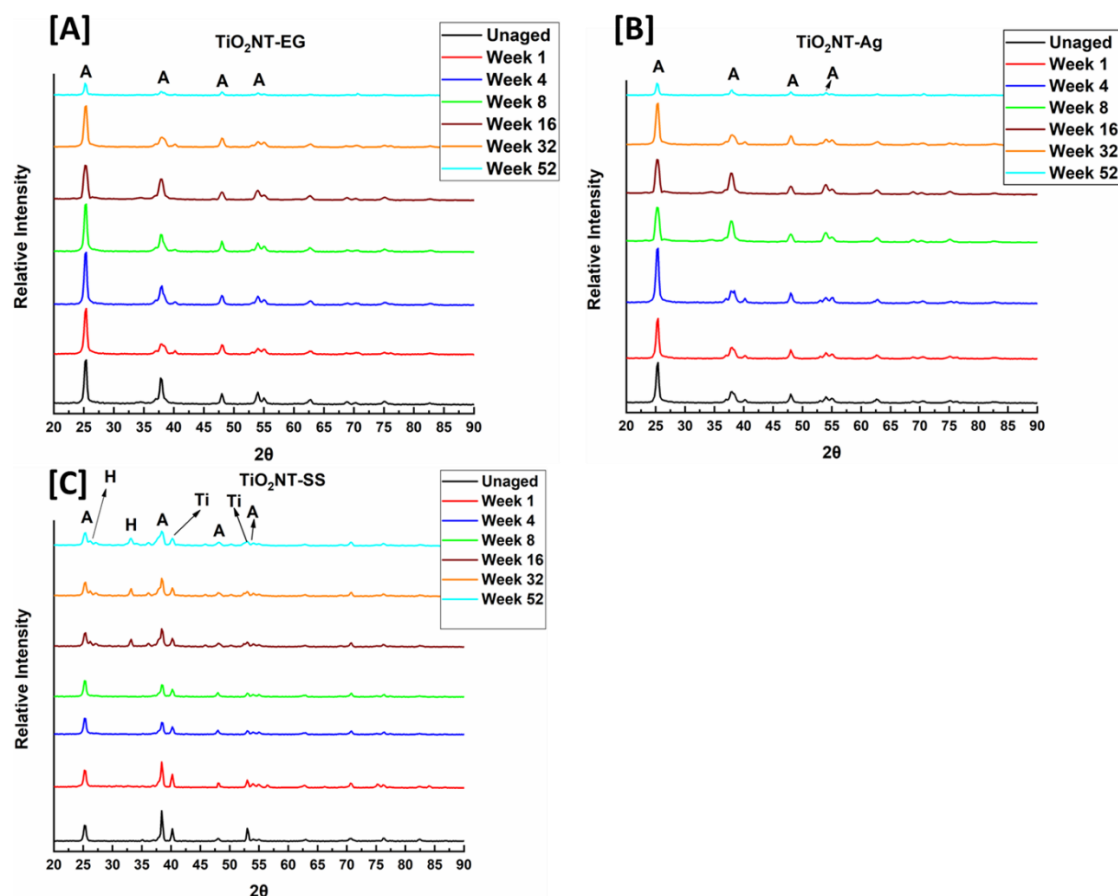 [A]
TiO₂NT-EG
Unaged
Week 1
Week 4
Week 8
Week 16
Week 32
Week 52
A A A A
Relative Intensity
20 25 30 35 40 45 50 55 60 65 70 75 80 85 90
2θ
[B]
TiO₂NT-Ag
Unaged
Week 1
Week 4
Week 8
Week 16
Week 32
Week 52
A A A A
Relative Intensity
20 25 30 35 40 45 50 55 60 65 70 75 80 85 90
2θ
[C]
TiO₂NT-SS
Unaged
Week 1
Week 4
Week 8
Week 16
Week 32
Week 52
A H H A Ti A Ti A
Relative Intensity
20 25 30 35 40 45 50 55 60 65 70 75 80 85 90
2θ